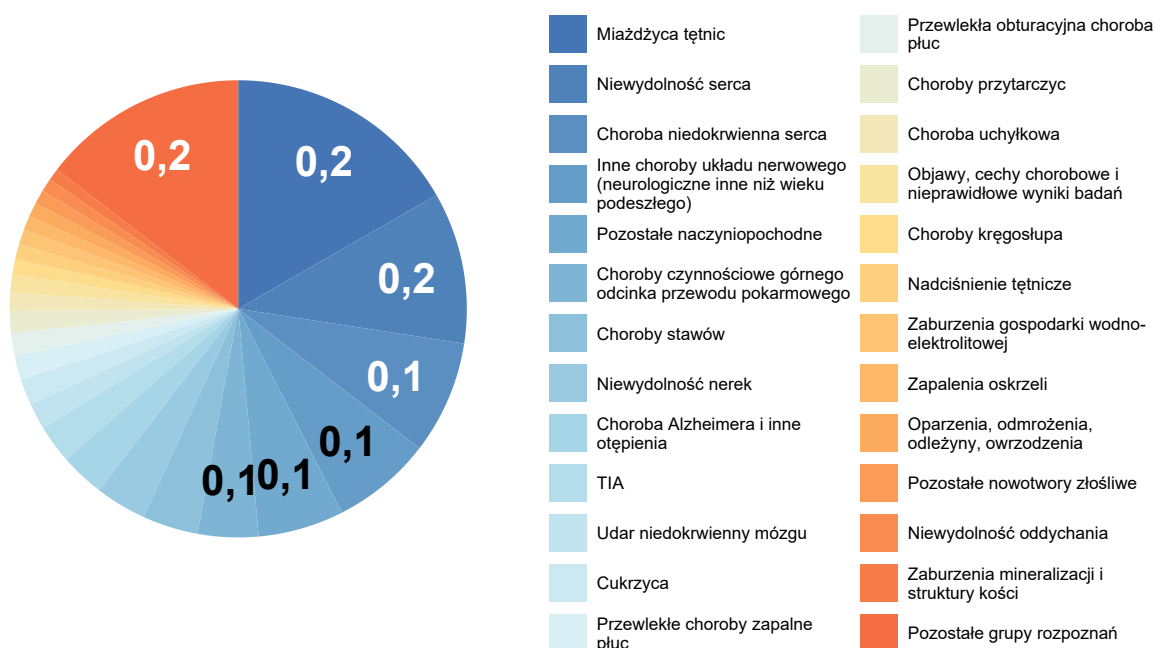 0,2
0,2
0,2
0,1
0,1
0,1
0,1
Miażdżyca tętnic
Niewydolność serca
Choroba niedokrwienna serca
Inne choroby układu nerwowego
(neurologiczne inne niż wieku
podeszłego)
Pozostałe naczyniopochodne
Choroby czynnościowe górnego
odcinka przewodu pokarmowego
Choroby stawów
Niewydolność nerek
Choroba Alzheimera i inne
otępienia
TIA
Udar niedokrwienny mózgu
Cukrzyca
Przewlekłe choroby zapalne
płuc
Przewlekła obturacyjna choroba
płuc
Choroby przytarczyc
Choroba uchyłkowa
Objawy, cechy chorobowe i
nieprawidłowe wyniki badań
Choroby kręgosłupa
Nadciśnienie tętnicze
Zaburzenia gospodarki wodno-
elektrolitowej
Zapalenia oskrzeli
Oparzenia, odmrożenia,
odleżyny, owrzodzenia
Pozostałe nowotwory złośliwe
Niewydolność oddychania
Zaburzenia mineralizacji i
struktury kości
Pozostałe grupy rozpoznań